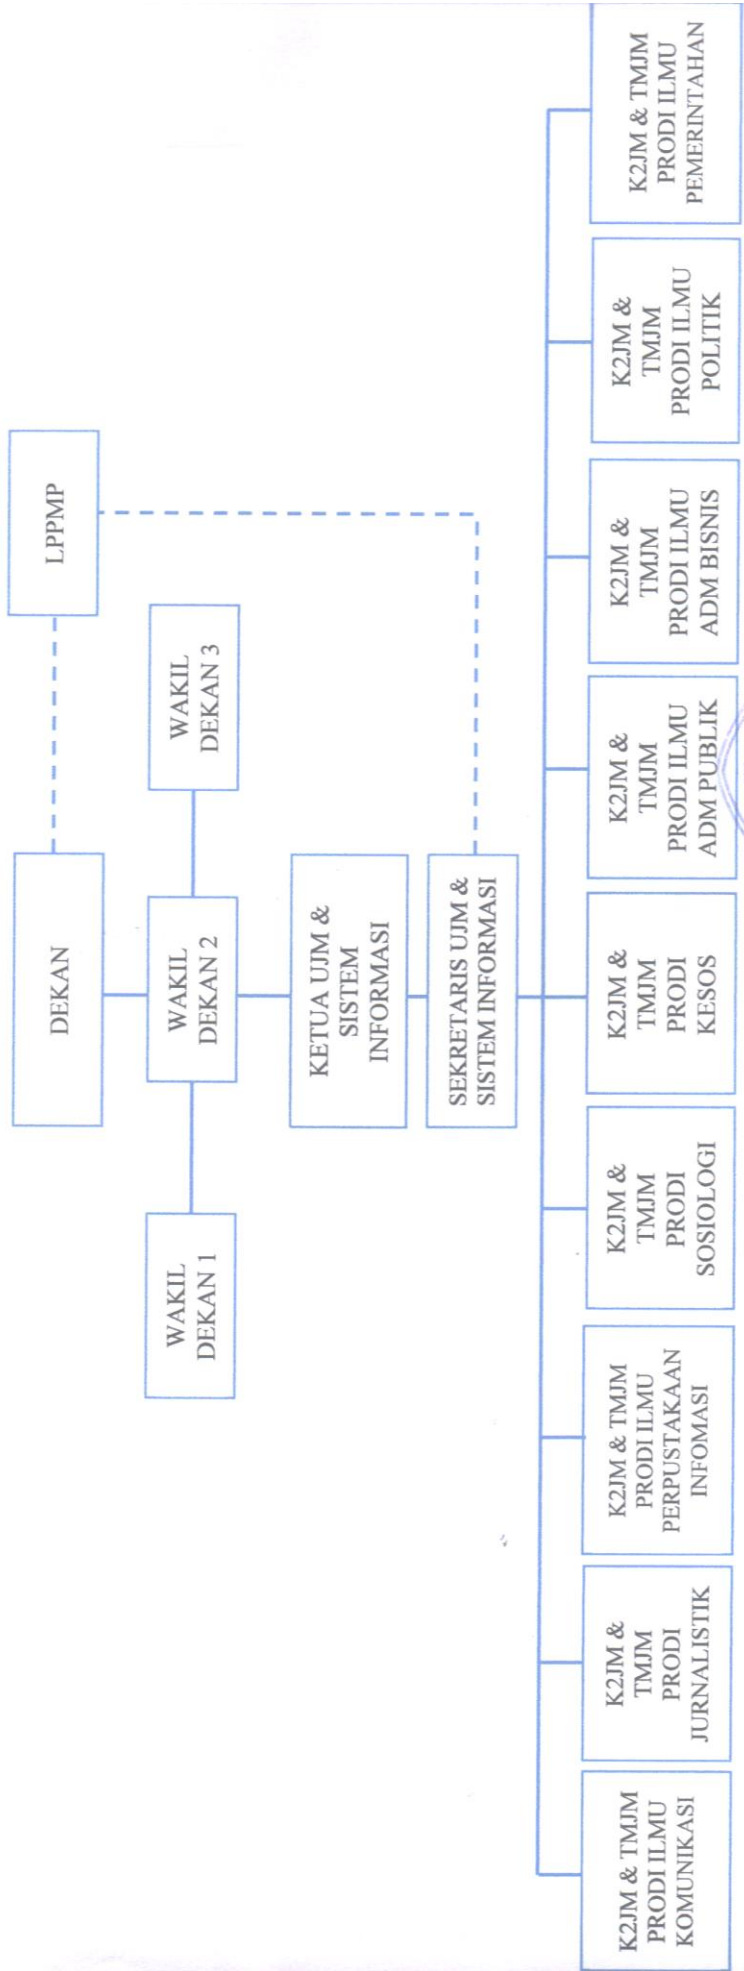 DEKAN
LPPMP
WAKIL
DEKAN 1
WAKIL
DEKAN 2
WAKIL
DEKAN 3
KETUA UJM &
SISTEM
INFORMASI
SEKRETARIS UJM &
SISTEM INFORMASI
K2JM & TMJM
PRODI ILMU
KOMUNIKASI
K2JM &
TMJM
PRODI
JURNALISTIK
K2JM & TMJM
PRODI ILMU
PERPUSTAKAAN
INFOMASI
K2JM &
TMJM
PRODI
SOSIOLOGI
K2JM &
TMJM
PRODI
KESOS
K2JM &
TMJM
PRODI ILMU
ADM PUBLIK
K2JM &
TMJM
PRODI ILMU
ADM BISNIS
K2JM &
TMJM
PRODI ILMU
POLITIK
K2JM & TMJM
PRODI ILMU
PEMERINTAHAN